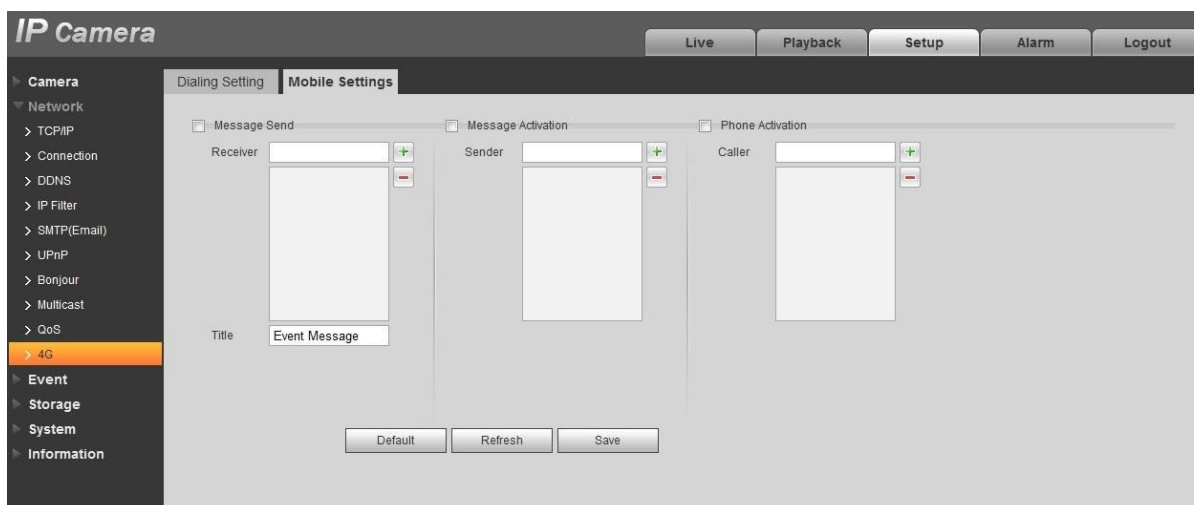 IP Camera
Live Playback Setup Alarm Logout
Camera
Network
TCP/IP
Connection
DDNS
IP Filter
SMTP(Email)
UPnP
Bonjour
Multicast
QoS
4G
Event
Storage
System
Information
Dialing Setting Mobile Settings
Message Send Message Activation Phone Activation
Receiver Sender Caller
Title Event Message
Default Refresh Save